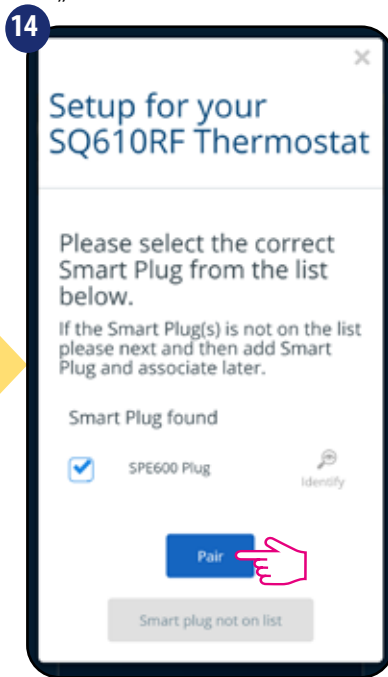 14
Setup for your
SQ610RF Thermostat
Please select the correct
Smart Plug from the list
below.
If the Smart Plug(s) is not on the list
please next and then add Smart
Plug and associate later.
Smart Plug found
SPE600 Plug
Identify
Pair
Smart plug not on list